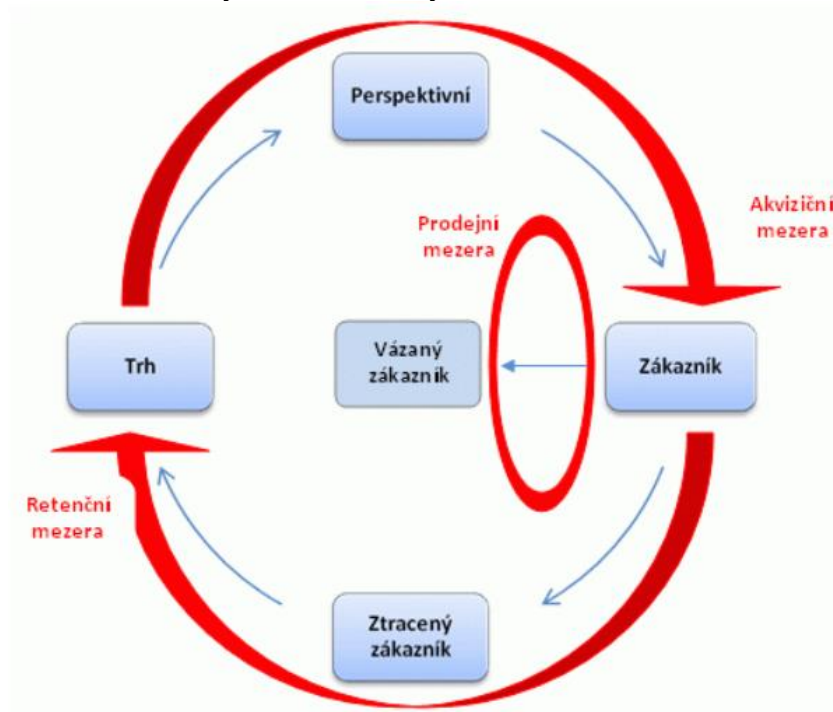 Perspektivní
Akviziční
mezera
Prodejní
mezera
Trh
Vázaný
zákazník
Zákazník
Retenční
mezera
Ztracený
zákazník